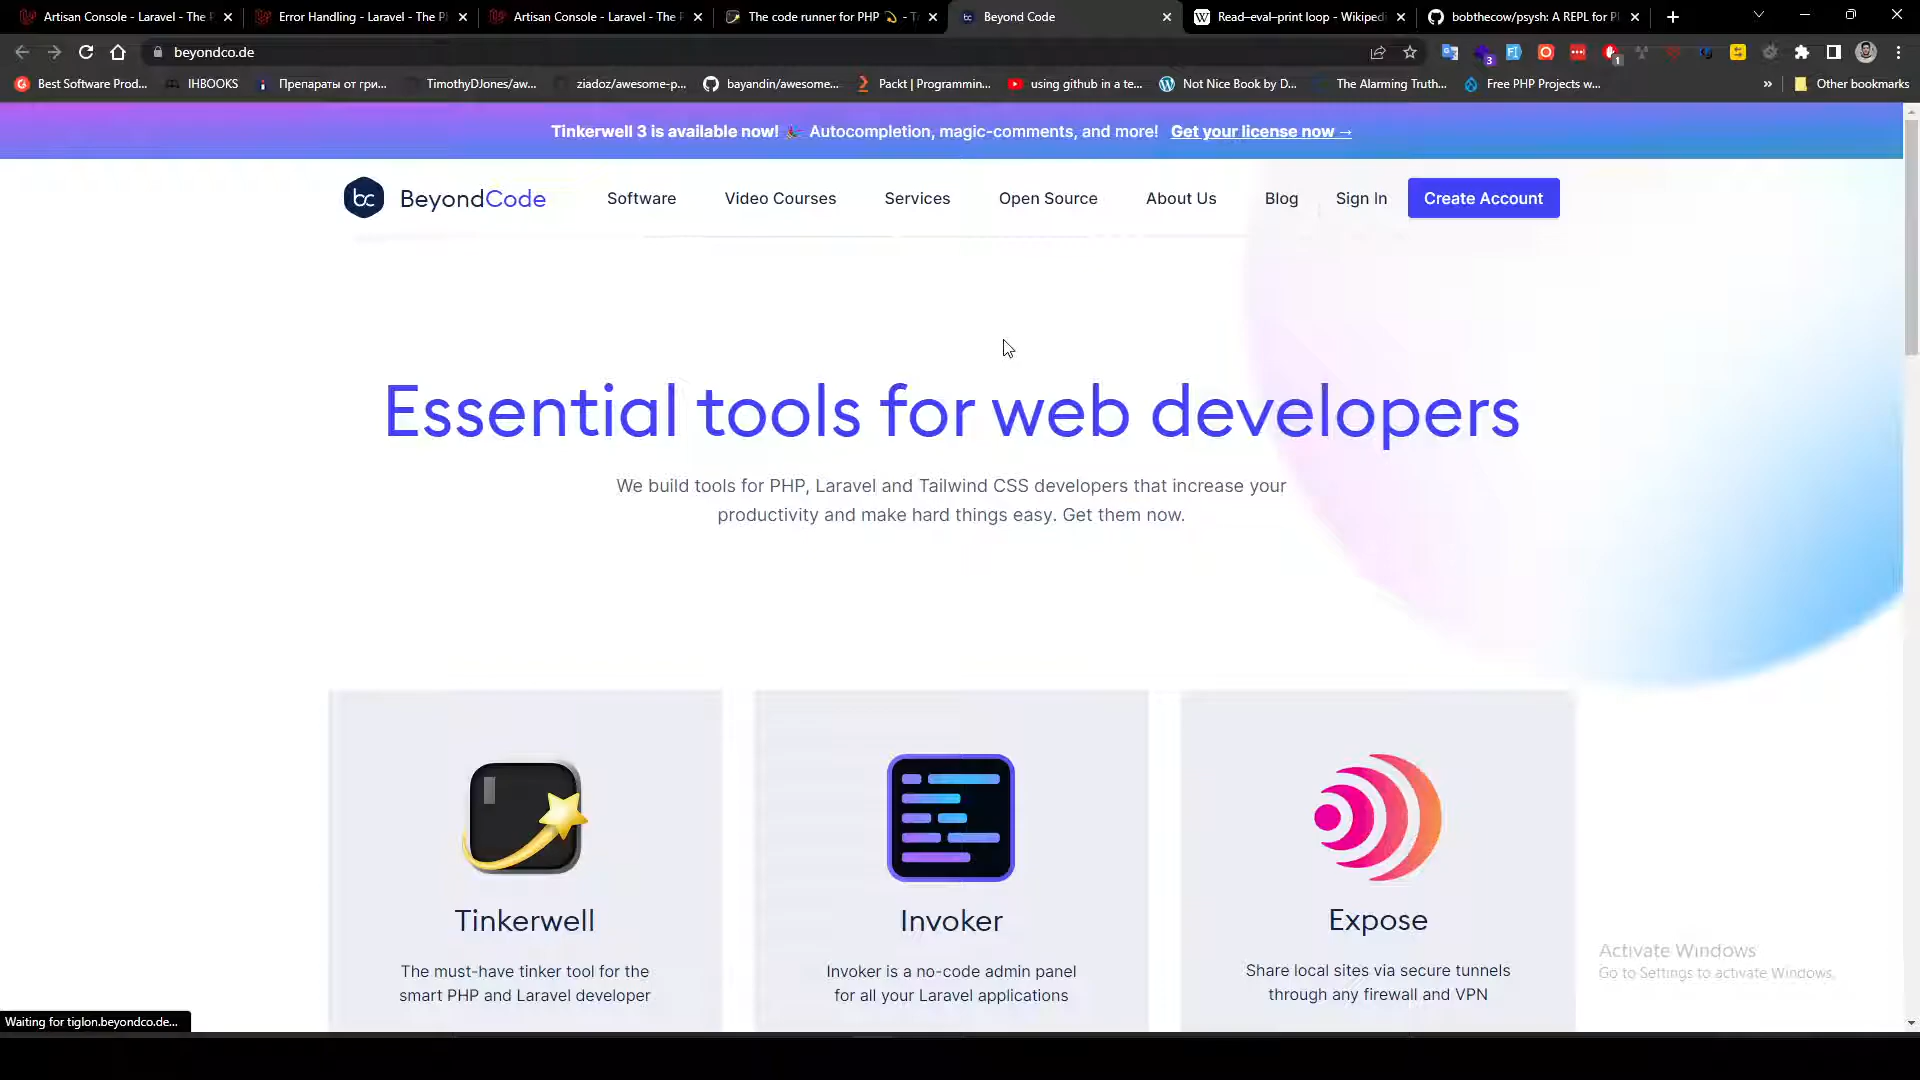 Artisan Console - Laravel - The P
Error Handling - Laravel - The P
Artisan Console - Laravel - The P
The code runner for PHP
Beyond Code
Read–eval–print loop - Wikiped
bobthecow/psysh: A REPL for P
beyondco.de
3
1
Best Software Prod...
IHBOOKS
Препараты от гри...
TimothyDJones/aw...
ziadoz/awesome-p...
bayandin/awesome...
Packt | Programmin...
using github in a te...
Not Nice Book by D...
The Alarming Truth...
Free PHP Projects w...
»
Other bookmarks
Tinkerwell 3 is available now! 🎉 Autocompletion, magic-comments, and more! Get your license now →
bc BeyondCode
Software
Video Courses
Services
Open Source
About Us
Blog
Sign In
Create Account
Essential tools for web developers
We build tools for PHP, Laravel and Tailwind CSS developers that increase your
productivity and make hard things easy. Get them now.
Tinkerwell
The must-have tinker tool for the
smart PHP and Laravel developer
Invoker
Invoker is a no-code admin panel
for all your Laravel applications
Expose
Share local sites via secure tunnels
through any firewall and VPN
Activate Windows
Go to Settings to activate Windows.
Waiting for tiglon.beyondco.de...